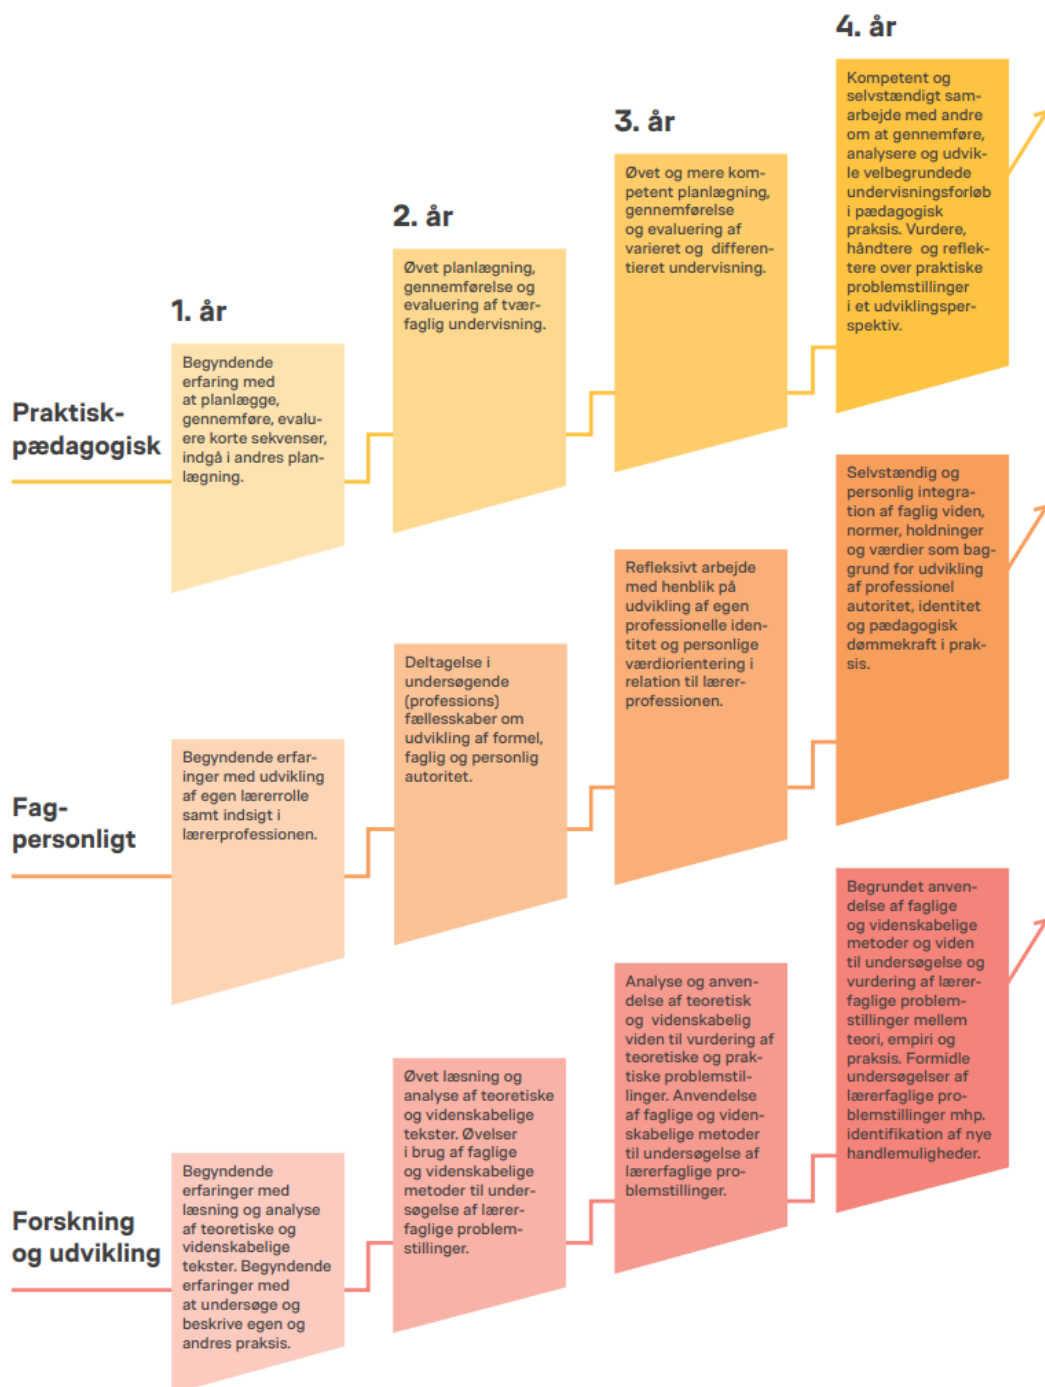 4. år
3. år
2. år
1. år
Praktisk-
pædagogisk
Begyndende
erfaring med
at planlægge,
gennemføre, evalu-
ere korte sekvenser,
indgå i andres plan-
lægning.
Øvet planlægning,
gennemførelse og
evaluering af tvær-
faglig undervisning.
Øvet og mere kom-
petent planlægning,
gennemførelse
og evaluering af
varieret og differen-
tieret undervisning.
Kompetent og
selvstændigt sam-
arbejde med andre
om at gennemføre,
analysere og udvik-
le velbegrundede
undervisningsforløb
i pædagogisk
praksis. Vurdere,
håndtere og reflek-
tere over praktiske
problemstillinger
i et udviklingsper-
spektiv.
Fag-
personligt
Begyndende erfar-
inger med udvikling
af egen lærerrolle
samt indsigt i
lærerprofessionen.
Deltagelse i
undersøgende
(professions)
fællesskaber om
udvikling af formel,
faglig og personlig
autoritet.
Refleksivt arbejde
med henblik på
udvikling af egen
professionelle iden-
titet og personlige
værdiorientering i
relation til lærer-
professionen.
Selvstændig og
personlig integra-
tion af faglig viden,
normer, holdninger
og værdier som bag-
grund for udvikling
af professionel
autoritet, identitet
og pædagogisk
dømmekraft i prak-
sis.
Forskning
og udvikling
Begyndende
erfaringer med
læsning og analyse
af teoretiske og
videnskabelige
tekster. Begyndende
erfaringer med
at undersøge og
beskrive egen og
andres praksis.
Øvet læsning og
analyse af teoretiske
og videnskabelige
tekster. Øvelser
i brug af faglige
og videnskabelige
metoder til under-
søgelse af lærer-
faglige problem-
stillinger.
Analyse og anven-
delse af teoretisk
og videnskabelig
viden til vurdering af
teoretiske og prak-
tiske problemstil-
linger. Anvendelse
af faglige og viden-
skabelige metoder
til undersøgelse af
lærerfaglige pro-
blemstillinger.
Begrundet anven-
delse af faglige
og videnskabelige
metoder og viden
til undersøgelse og
vurdering af lærer-
faglige problem-
stillinger mellem
teori, empiri og
praksis. Formidle
undersøgelser af
lærerfaglige pro-
blemstillinger mhp.
identifikation af nye
handlemuligheder.